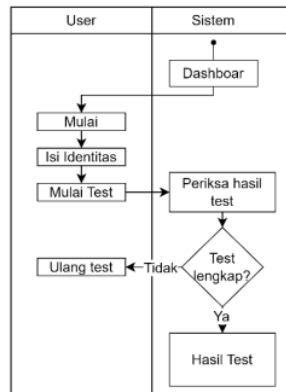 User
Sistem
Dashboar
Mulai
Isi Identitas
Mulai Test
Periksa hasil
test
Test
lengkap?
Tidak
Ulang test
Ya
Hasil Test